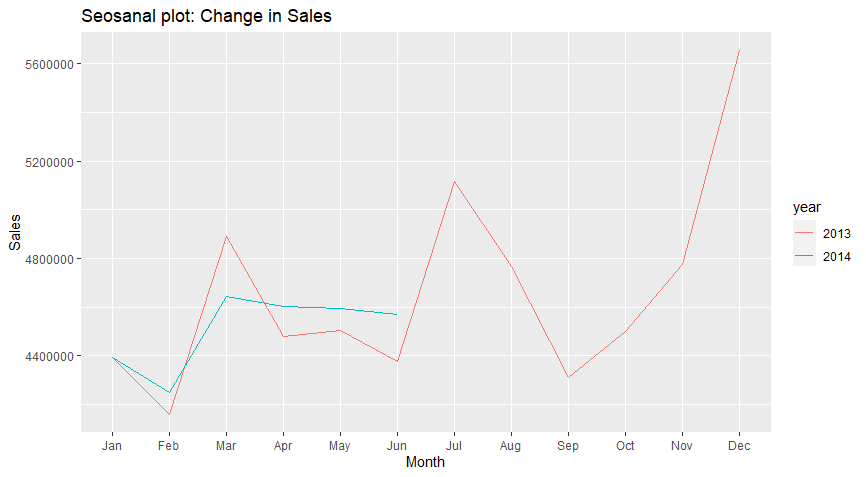 Seosanal plot: Change in Sales
5600000
5200000
4800000
4400000
Sales
Jan Feb Mar Apr May Jun Jul Aug Sep Oct Nov Dec
Month
year
2013
2014